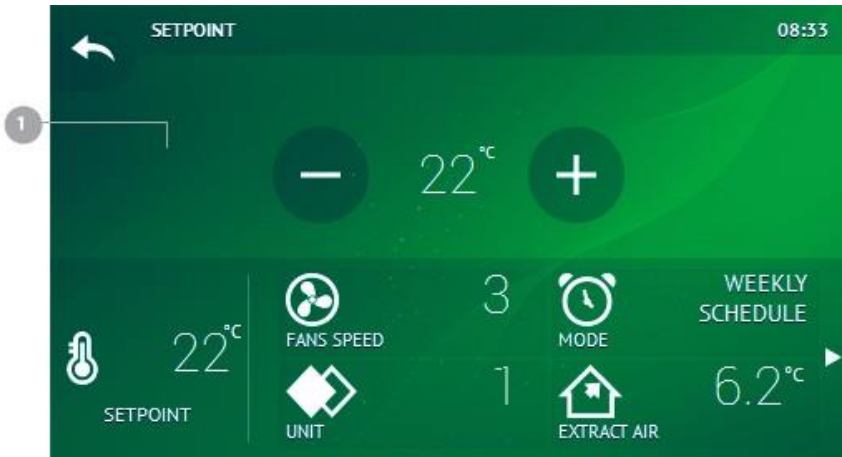 SETPOINT 08:33
1
22 °C
FANS SPEED 3
MODE WEEKLY
SCHEDULE
22 °C
SETPOINT
UNIT 1
EXTRACT AIR 6.2 °C